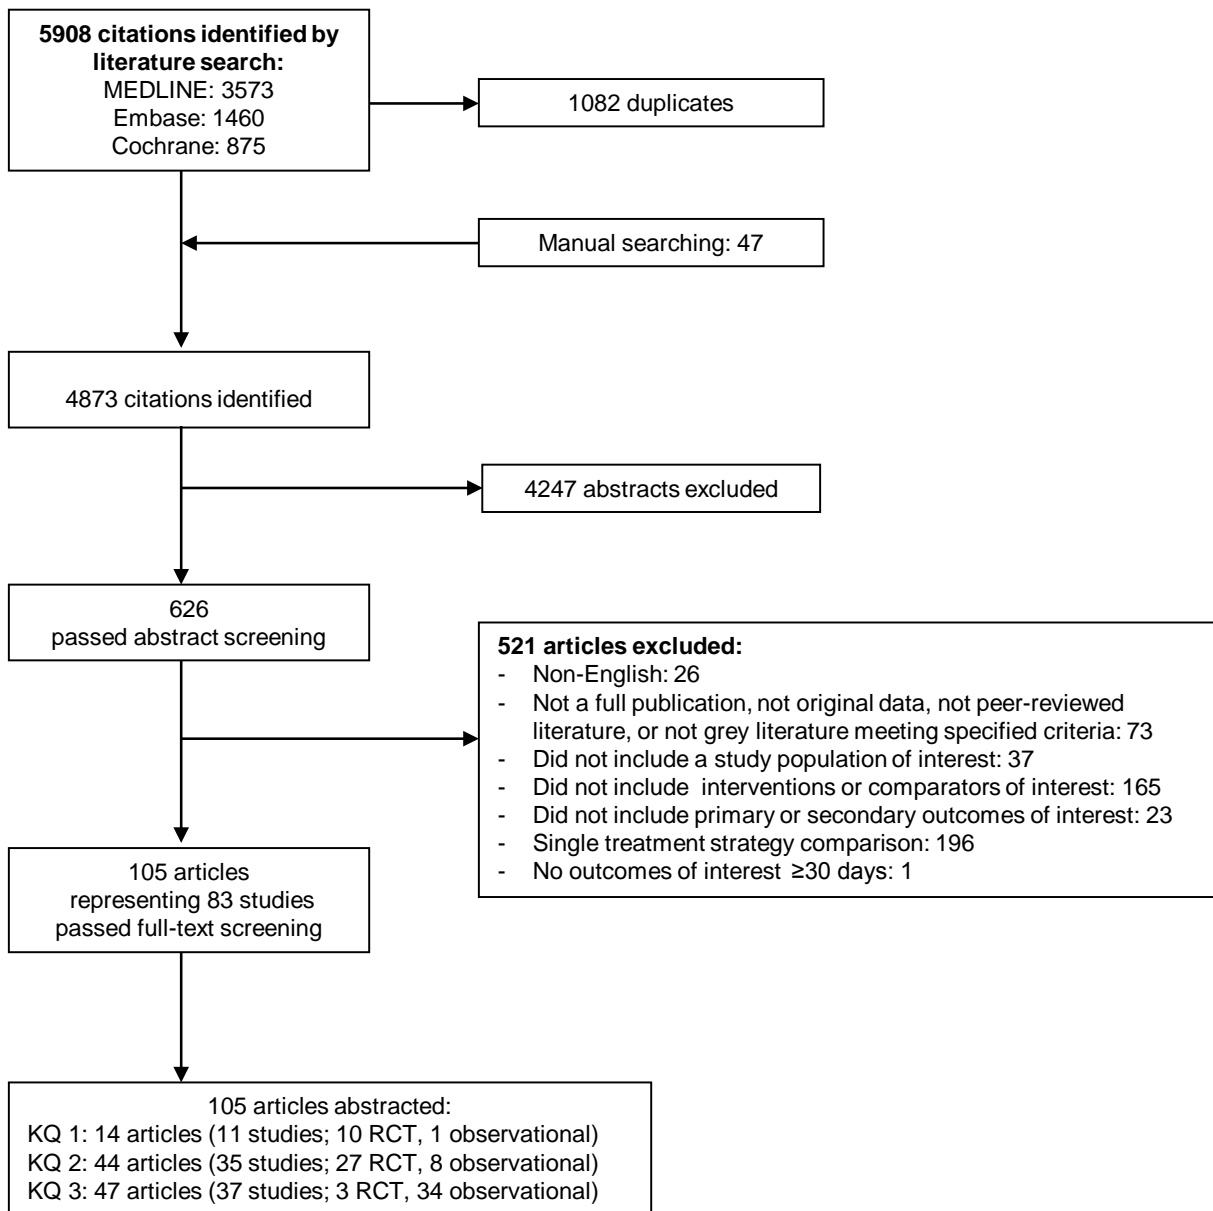 5908 citations identified by
literature search:
MEDLINE: 3573
Embase: 1460
Cochrane: 875
1082 duplicates
Manual searching: 47
4873 citations identified
4247 abstracts excluded
626
passed abstract screening
521 articles excluded:
- Non-English: 26
- Not a full publication, not original data, not peer-reviewed
literature, or not grey literature meeting specified criteria: 73
- Did not include a study population of interest: 37
- Did not include interventions or comparators of interest: 165
- Did not include primary or secondary outcomes of interest: 23
- Single treatment strategy comparison: 196
- No outcomes of interest ≥30 days: 1
105 articles
representing 83 studies
passed full-text screening
105 articles abstracted:
KQ 1: 14 articles (11 studies; 10 RCT, 1 observational)
KQ 2: 44 articles (35 studies; 27 RCT, 8 observational)
KQ 3: 47 articles (37 studies; 3 RCT, 34 observational)